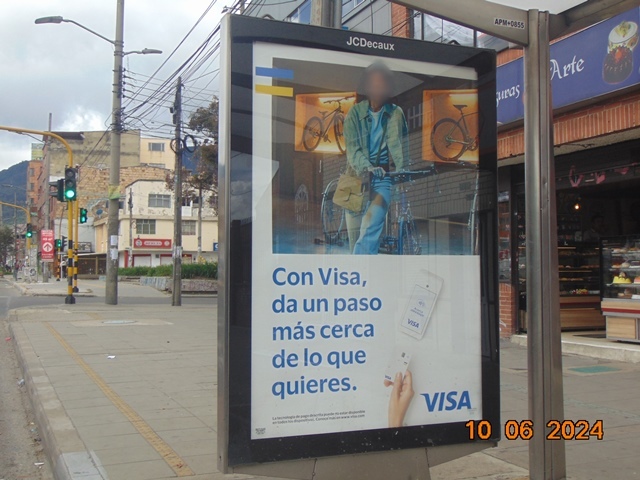 APM•0855
JCDecaux
guras y Arte
Con Visa,
da un paso
más cerca
de lo que
quieres.
VISA
VISA
10 06 2024